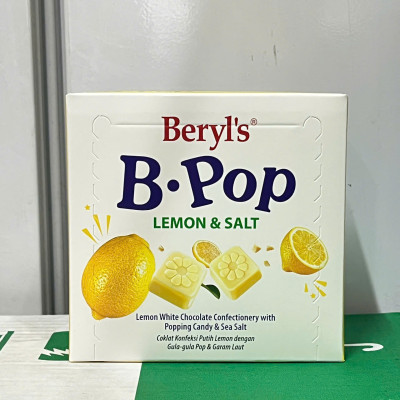 Beryl's®
B·Pop
LEMON & SALT
Lemon White Chocolate Confectionery with
Popping Candy & Sea Salt
Coklat Konfeksi Putih Lemon dengan
Gula-gula Pop & Garam Laut